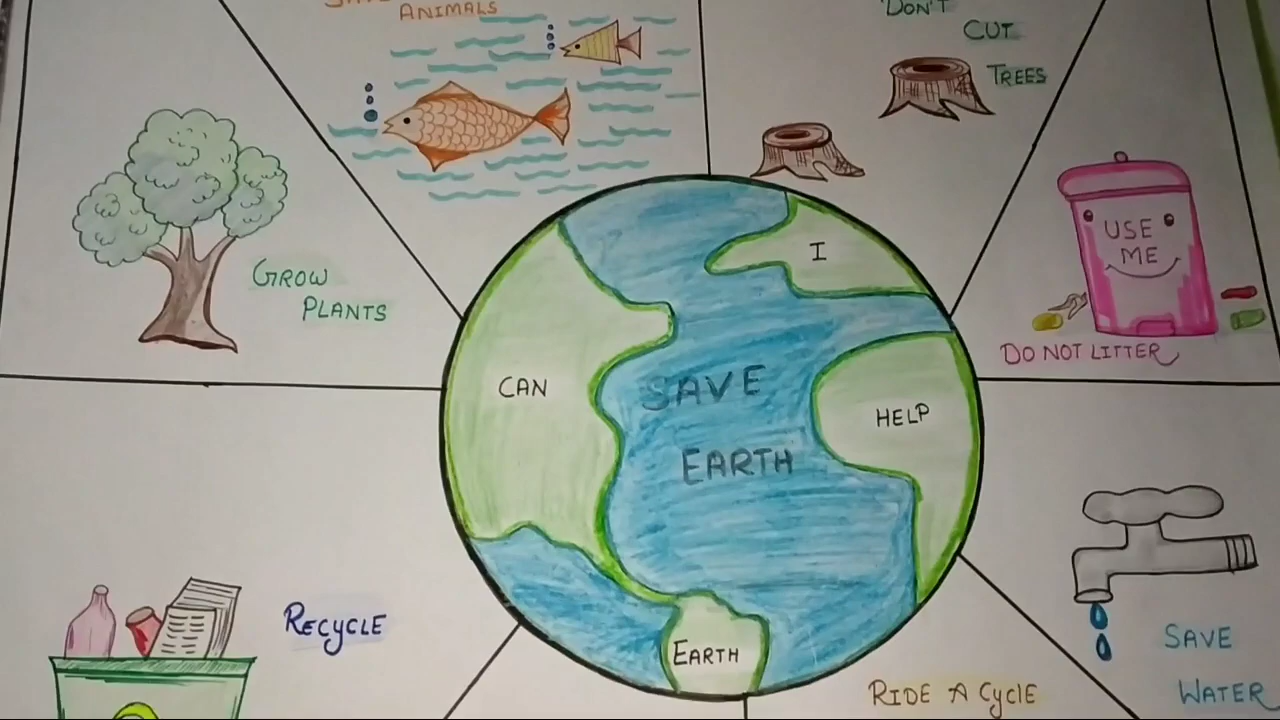 ANIMALS
DON'T
CUT
TREES
GROW
PLANTS
USE
ME
DO NOT LITTER
I
CAN
HELP
EARTH
SAVE
EARTH
RECYCLE
RIDE A CYCLE
SAVE
WATER